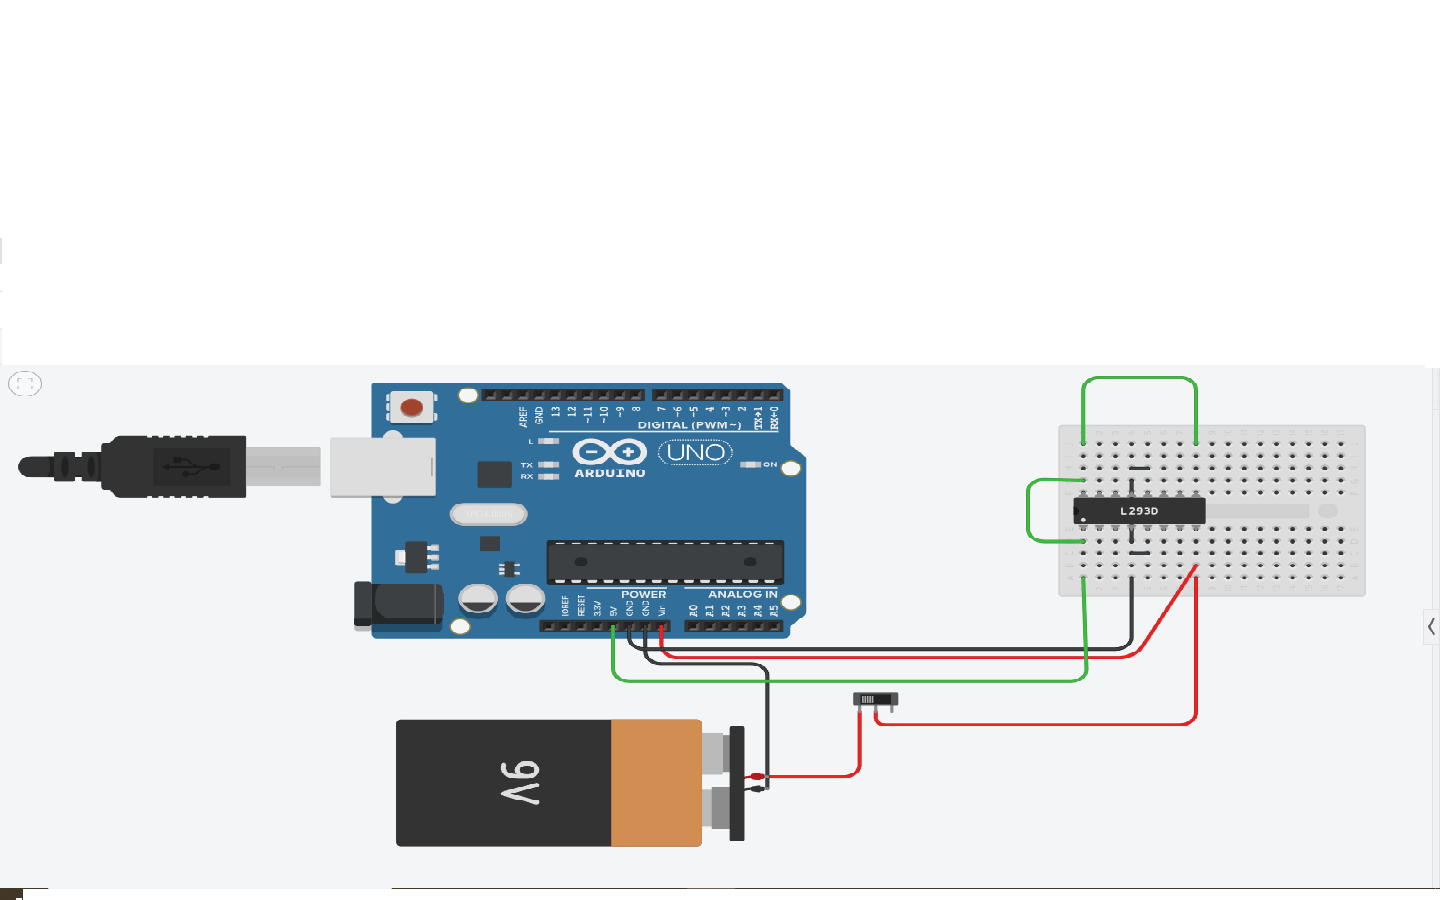 AREF
GND
13
12
~11
~10
~9
8
7
~6
~5
4
~3
2
TX→1
RX←0
DIGITAL (PWM~)
L
TX
RX
ARDUINO
UNO
ON
L293D
POWER
ANALOG IN
IOREF
RESET
3.3V
5V
GND
GND
Vin
A0
A1
A2
A3
A4
A5
9V